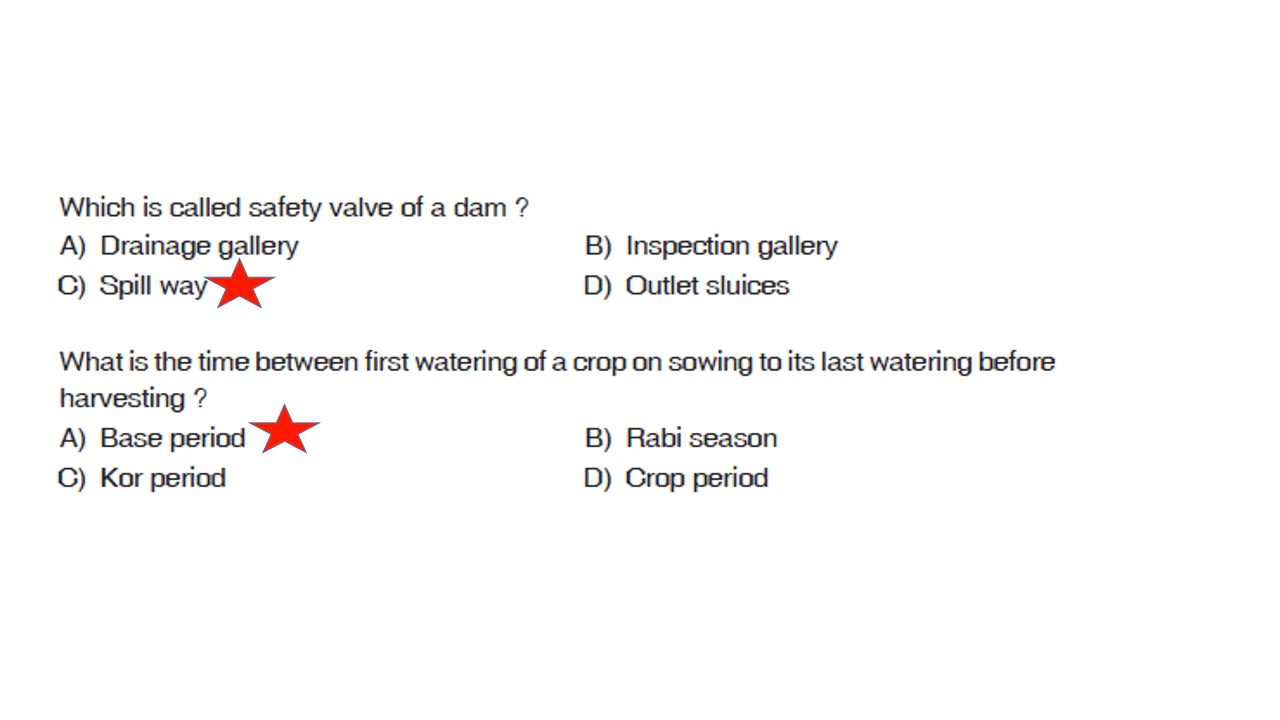 Which is called safety valve of a dam ?
A) Drainage gallery B) Inspection gallery
C) Spill way D) Outlet sluices
What is the time between first watering of a crop on sowing to its last watering before
harvesting ?
A) Base period B) Rabi season
C) Kor period D) Crop period